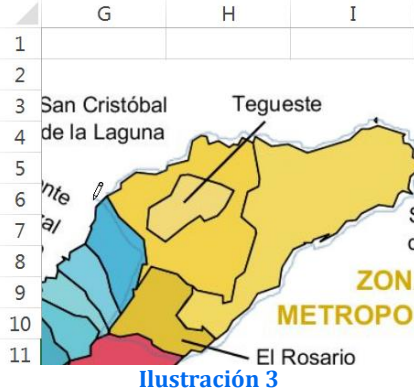 G H I
1
2
3
4
5
6
7
8
9
10
11
San Cristóbal
de la Laguna
Tegueste
nte
al
ZON
METROPO
El Rosario
Ilustración 3